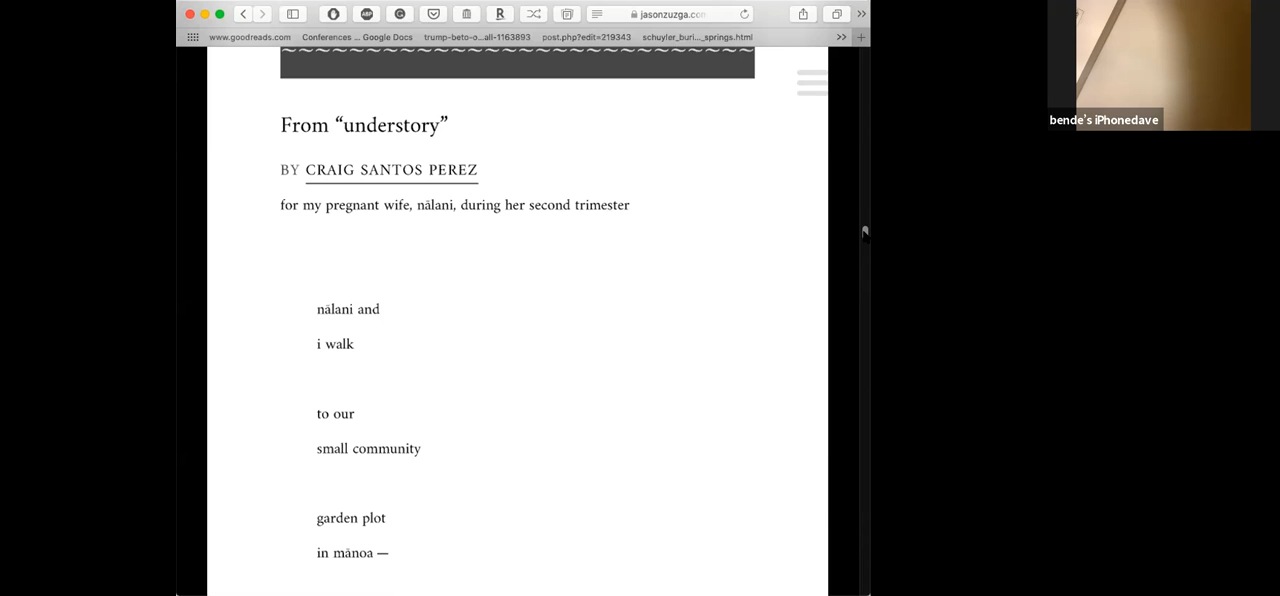 jasonzuzga.com
www.goodreads.com Conferences ... Google Docs trump-beto-o...all-1163893 post.php?edit=219343 schuyler_buri..._springs.html
bende's iPhonedave
From “understory”
BY CRAIG SANTOS PEREZ
for my pregnant wife, nālani, during her second trimester
nālani and
i walk
to our
small community
garden plot
in mānoa —